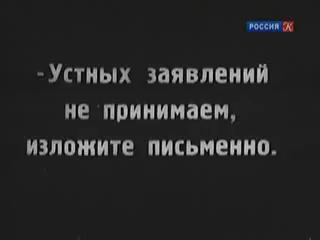 РОССИЯ К
-Устных заявлений
не принимаем,
изложите письменно.